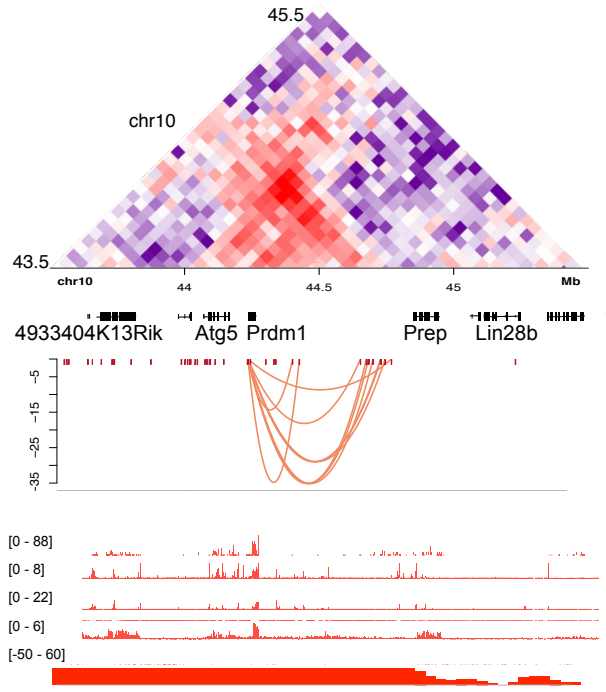 45.5
chr10
43.5
chr10 Mb
44 44.5 45
4933404K13Rik Atg5 Prdm1 Prep Lin28b
-5
-15
-25
-35
[0 - 88]
[0 - 8]
[0 - 22]
[0 - 6]
[-50 - 60]